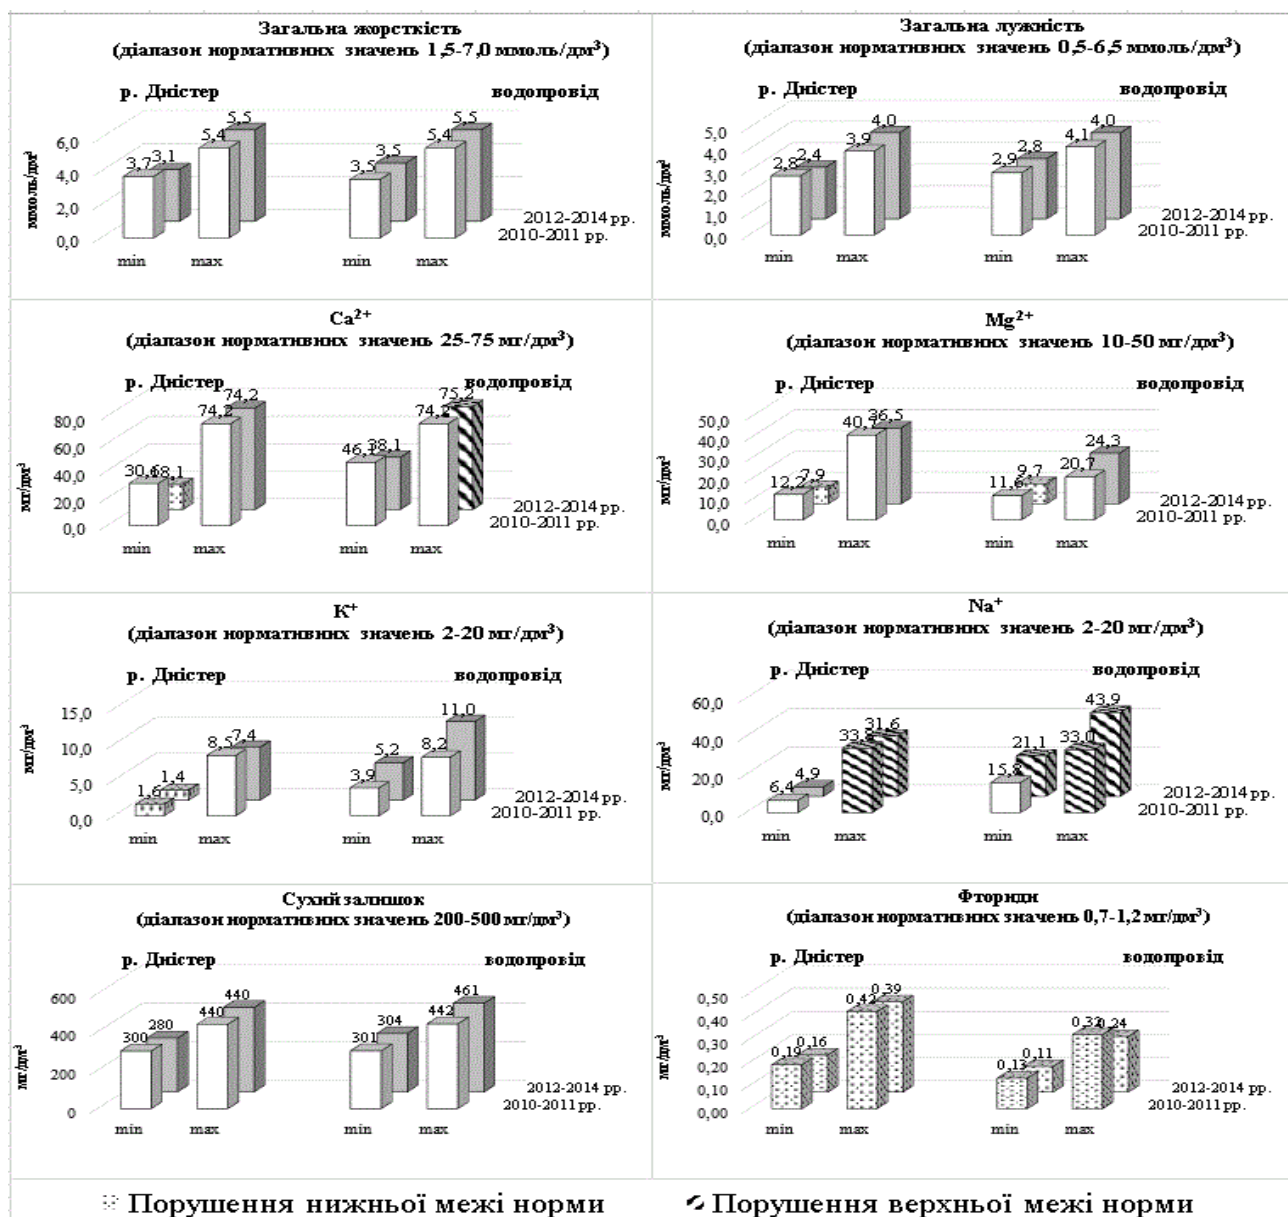 Загальна жорсткість
(діапазон нормативних значень 1,5-7,0 ммоль/дм³)
р. Дністер водопровід
ммоль/дм³
6,0
4,0
2,0
0,0
3,7 3,1 5,4 5,5 3,5 3,5 5,4 5,5
2012-2014 рр.
2010-2011 рр.
min max min max
Загальна лужність
(діапазон нормативних значень 0,5-6,5 ммоль/дм³)
р. Дністер водопровід
ммоль/дм³
5,0
4,0
3,0
2,0
1,0
0,0
2,8 2,4 3,9 4,0 2,9 2,8 4,1 4,0
2012-2014 рр.
2010-2011 рр.
min max min max
Ca²⁺
(діапазон нормативних значень 25-75 мг/дм³)
р. Дністер водопровід
мг/дм³
80,0
60,0
40,0
20,0
0,0
18,1 74,2 74,2 46,1 38,1 74,2 75,2
2012-2014 рр.
2010-2011 рр.
min max min max
Mg²⁺
(діапазон нормативних значень 10-50 мг/дм³)
р. Дністер водопровід
мг/дм³
50,0
40,0
30,0
20,0
10,0
0,0
12,2 7,9 40,7 36,5 11,6 9,7 20,7 24,3
2012-2014 рр.
2010-2011 рр.
min max min max
К⁺
(діапазон нормативних значень 2-20 мг/дм³)
р. Дністер водопровід
мг/дм³
15,0
10,0
5,0
0,0
1,6 1,4 8,5 7,4 3,9 5,2 8,2 11,0
2012-2014 рр.
2010-2011 рр.
min max min max
Na⁺
(діапазон нормативних значень 2-20 мг/дм³)
р. Дністер водопровід
мг/дм³
60,0
40,0
20,0
0,0
6,4 4,9 33,8 31,6 15,8 21,1 33,0 43,9
2012-2014 рр.
2010-2011 рр.
min max min max
Сухий залишок
(діапазон нормативних значень 200-500 мг/дм³)
р. Дністер водопровід
мг/дм³
600
400
200
0
300 280 440 440 301 304 442 461
2012-2014 рр.
2010-2011 рр.
min max min max
Фториди
(діапазон нормативних значень 0,7-1,2 мг/дм³)
р. Дністер водопровід
мг/дм³
0,50
0,40
0,30
0,20
0,10
0,00
0,19 0,16 0,42 0,39 0,13 0,11 0,32 0,24
2012-2014 рр.
2010-2011 рр.
min max min max
Порушення нижньої межі норми Порушення верхньої межі норми